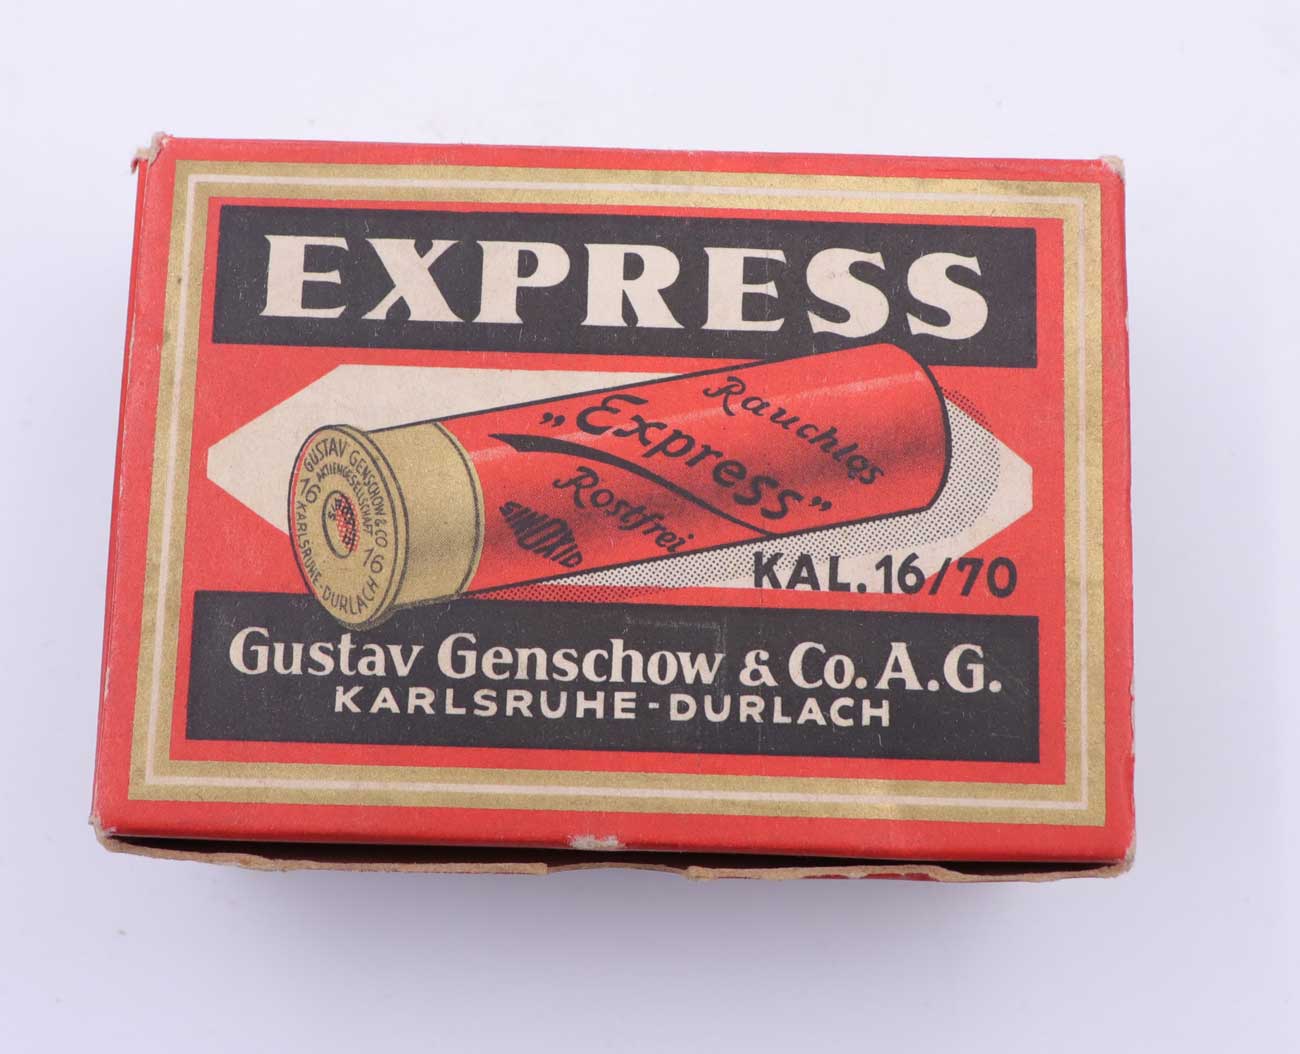 EXPRESS
Rauchlos
„Express”
Rostfrei
SINOXID
GUSTAV GENSCHOW & CO
AKTIENGESELLSCHAFT
16 16
KARLSRUHE-DURLACH
KAL. 16/70
Gustav Genschow & Co. A.G.
KARLSRUHE-DURLACH